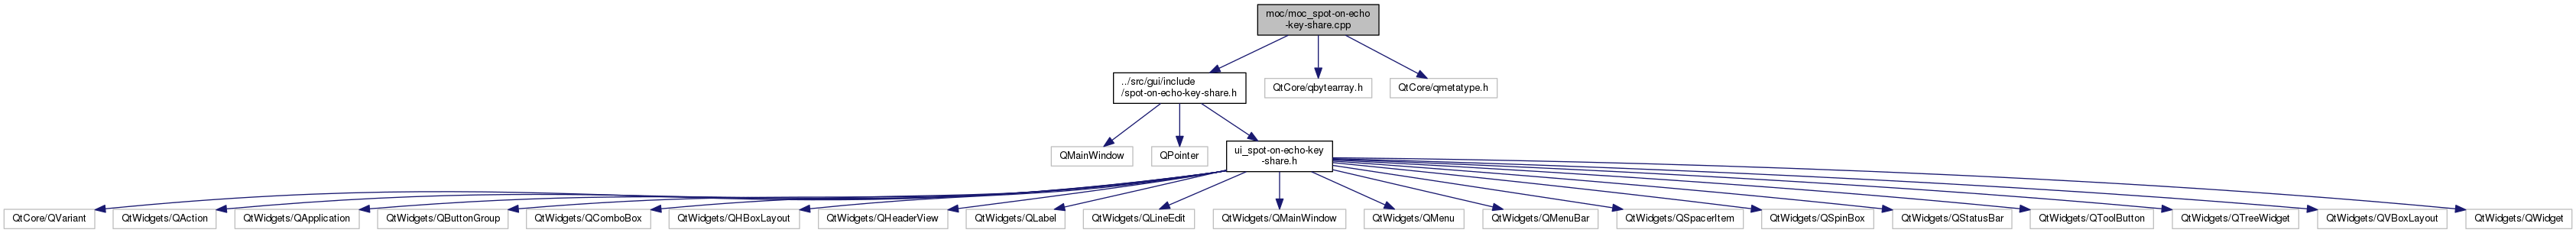 moc/moc_spot-on-echo
-key-share.cpp
../src/gui/include
/spot-on-echo-key-share.h
QtCore/qbytearray.h
QtCore/qmetatype.h
QMainWindow
QPointer
ui_spot-on-echo-key
-share.h
QtCore/QVariant
QtWidgets/QAction
QtWidgets/QApplication
QtWidgets/QButtonGroup
QtWidgets/QComboBox
QtWidgets/QHBoxLayout
QtWidgets/QHeaderView
QtWidgets/QLabel
QtWidgets/QLineEdit
QtWidgets/QMainWindow
QtWidgets/QMenu
QtWidgets/QMenuBar
QtWidgets/QSpacerItem
QtWidgets/QSpinBox
QtWidgets/QStatusBar
QtWidgets/QToolButton
QtWidgets/QTreeWidget
QtWidgets/QVBoxLayout
QtWidgets/QWidget